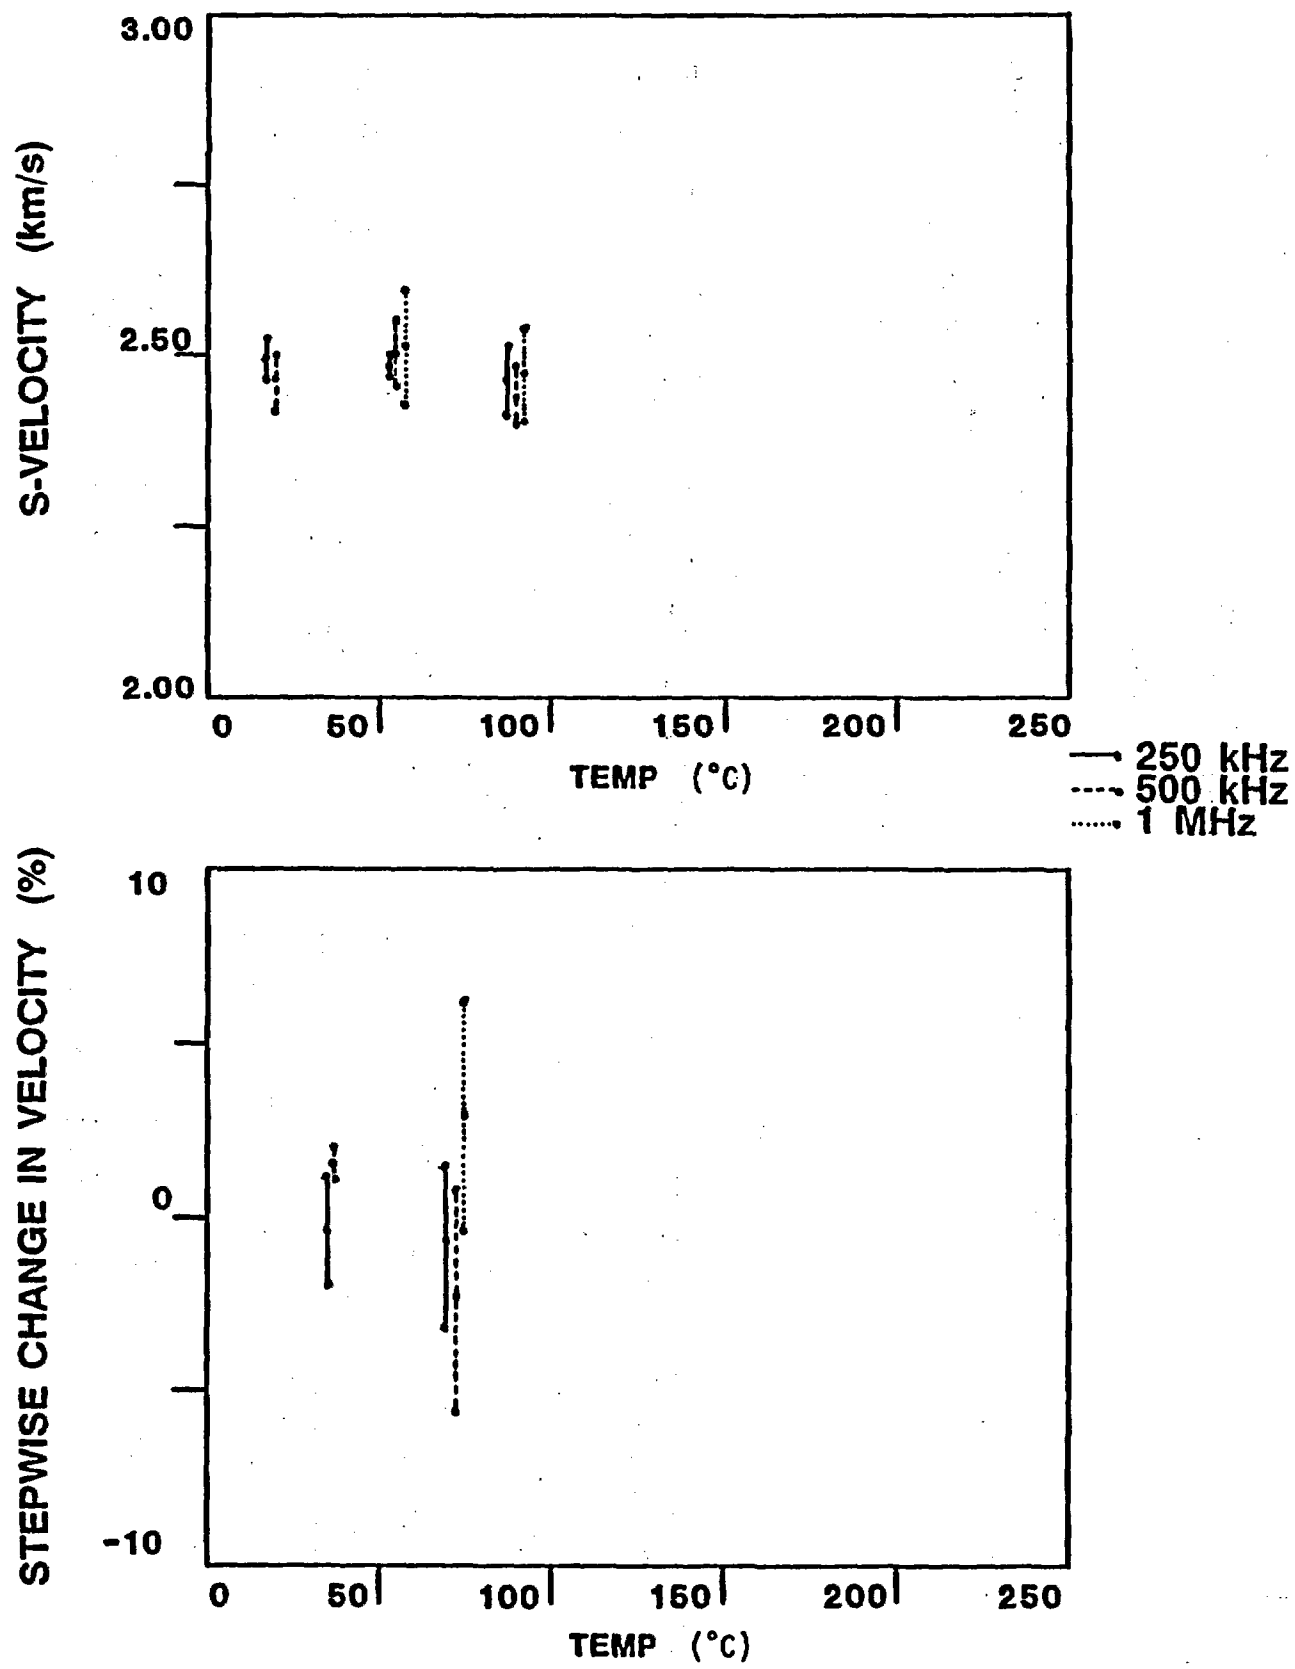 3.00
2.50
2.00
S-VELOCITY (km/s)
0 50 100 150 200 250
TEMP (°C)
250 kHz
500 kHz
1 MHz
10
0
-10
STEPWISE CHANGE IN VELOCITY (%)
0 50 100 150 200 250
TEMP (°C)